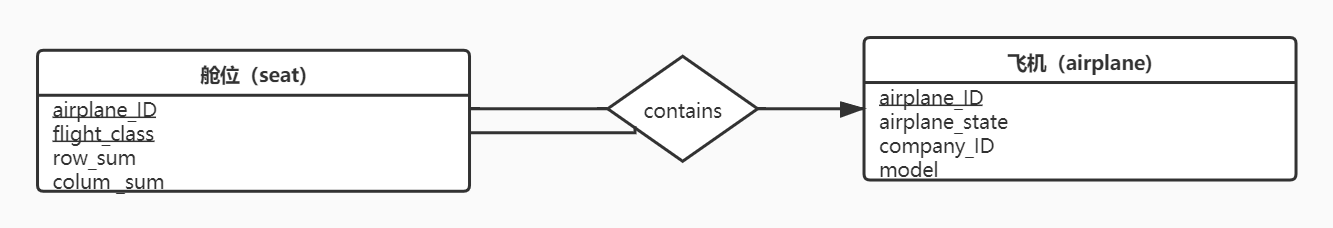 舱位（seat）
airplane_ID
flight_class
row_sum
colum _sum
contains
飞机（airplane)
airplane_ID
airplane_state
company_ID
model